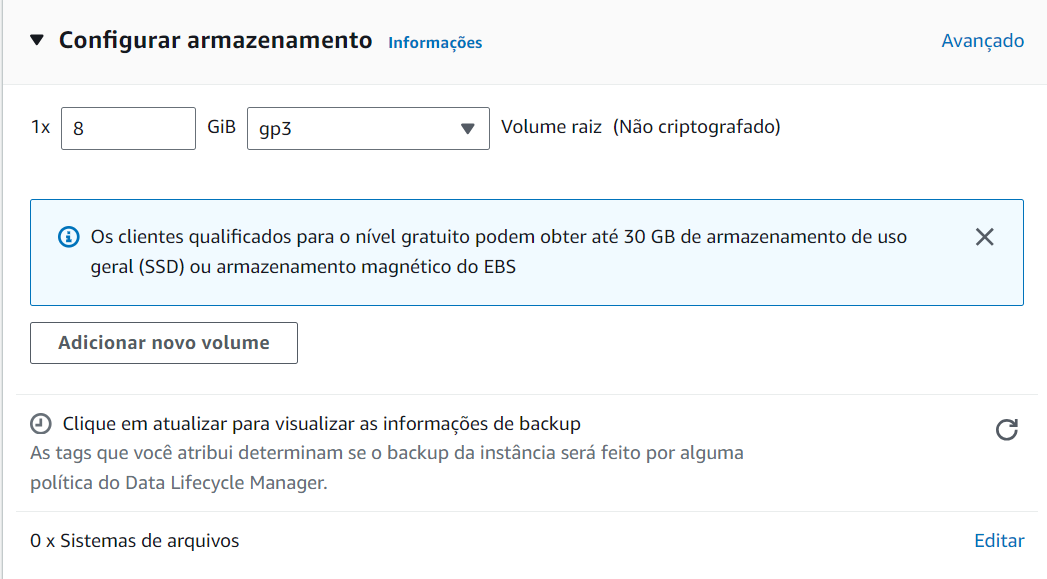 Configurar armazenamento Informações Avançado
1x 8 GiB gp3 Volume raiz (Não criptografado)
Os clientes qualificados para o nível gratuito podem obter até 30 GB de armazenamento de uso
geral (SSD) ou armazenamento magnético do EBS
Adicionar novo volume
Clique em atualizar para visualizar as informações de backup
As tags que você atribui determinam se o backup da instância será feito por alguma
política do Data Lifecycle Manager.
0 x Sistemas de arquivos Editar